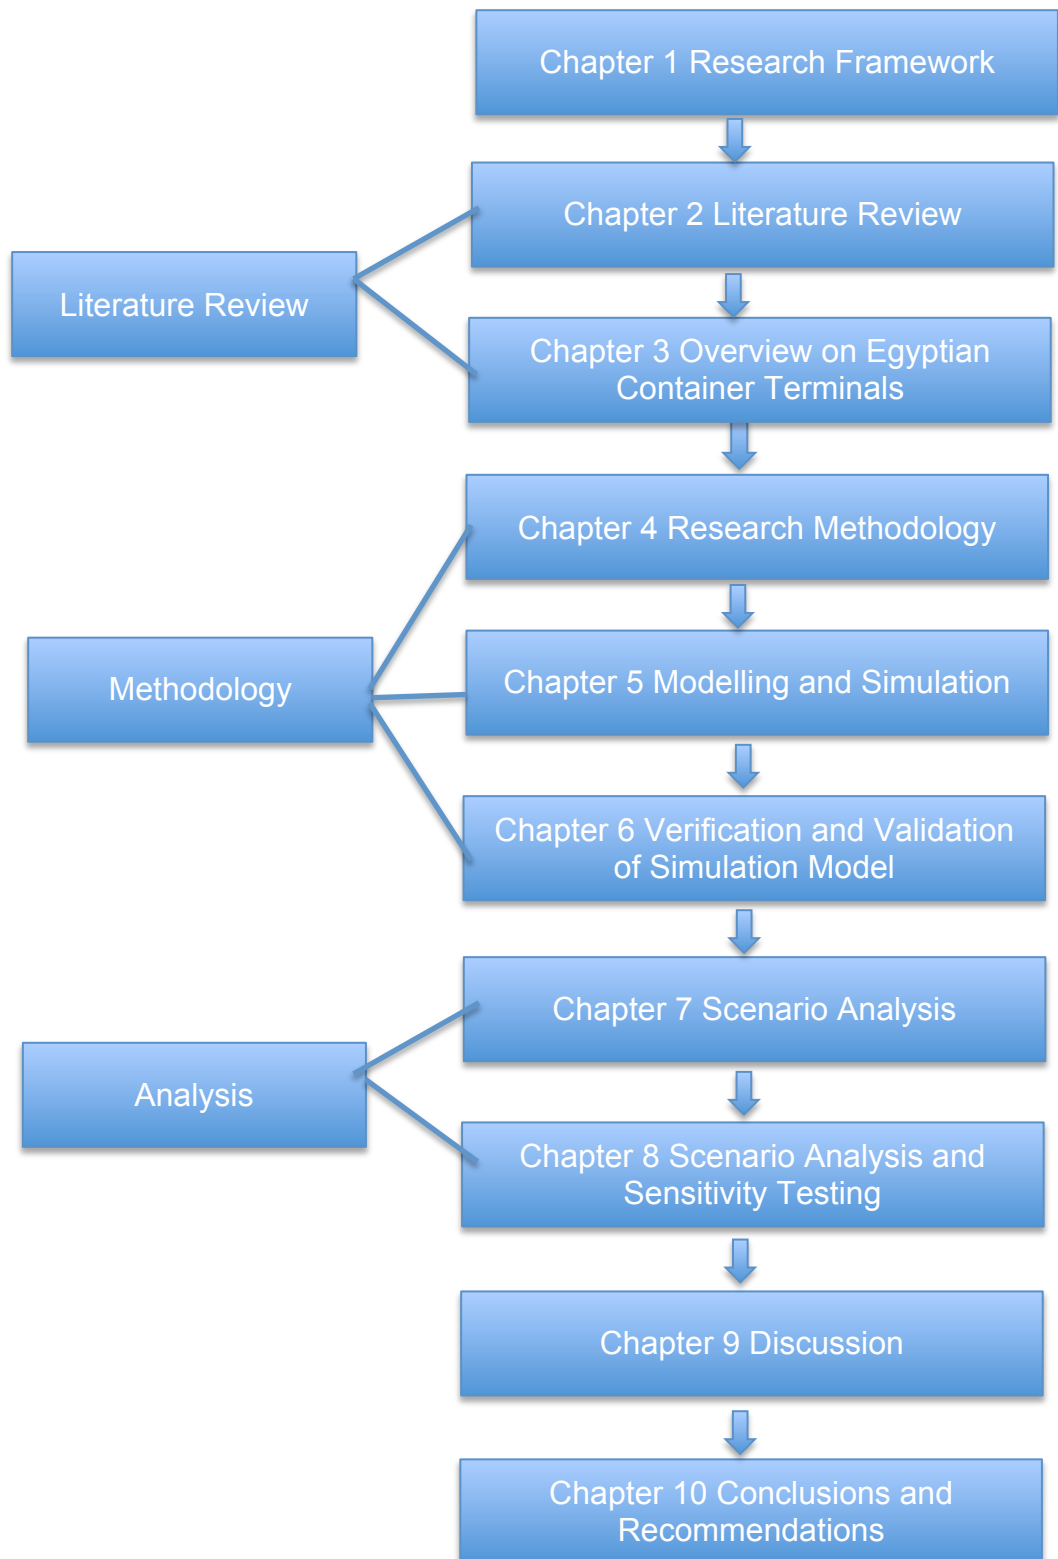 Chapter 1 Research Framework
Chapter 2 Literature Review
Literature Review
Chapter 3 Overview on Egyptian
Container Terminals
Chapter 4 Research Methodology
Methodology
Chapter 5 Modelling and Simulation
Chapter 6 Verification and Validation
of Simulation Model
Chapter 7 Scenario Analysis
Analysis
Chapter 8 Scenario Analysis and
Sensitivity Testing
Chapter 9 Discussion
Chapter 10 Conclusions and
Recommendations